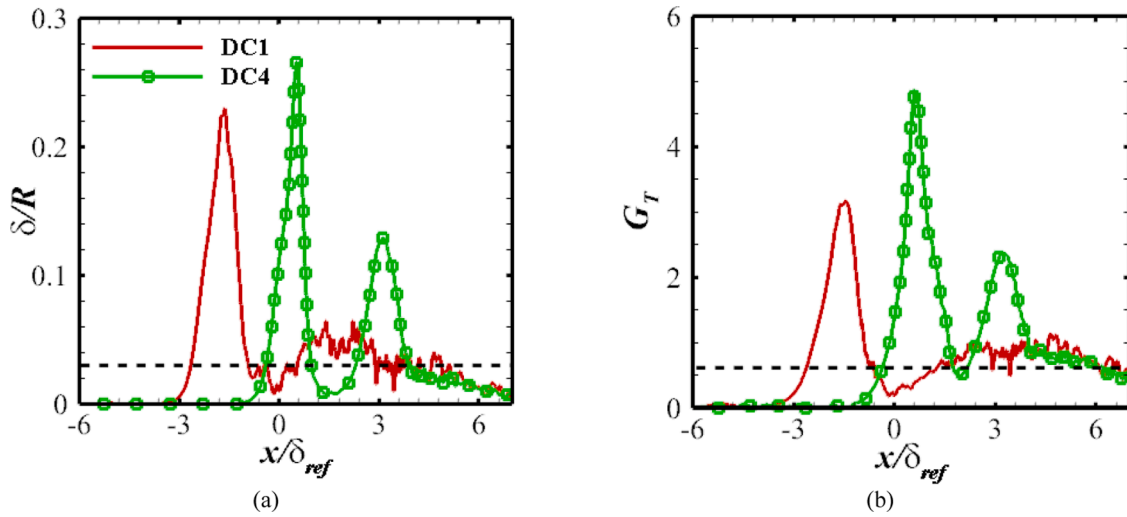 0.3
0.2
0.1
0
δ/R
DC1
DC4
-6 -3 0 3 6
x/δref
(a)
6
4
2
0
G_T
-6 -3 0 3 6
x/δref
(b)